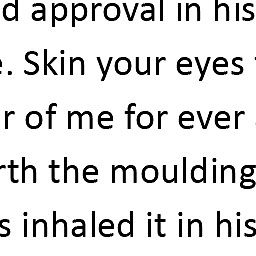 d approval in his
e. Skin your eyes
r of me for ever
rth the moulding
s inhaled it in his